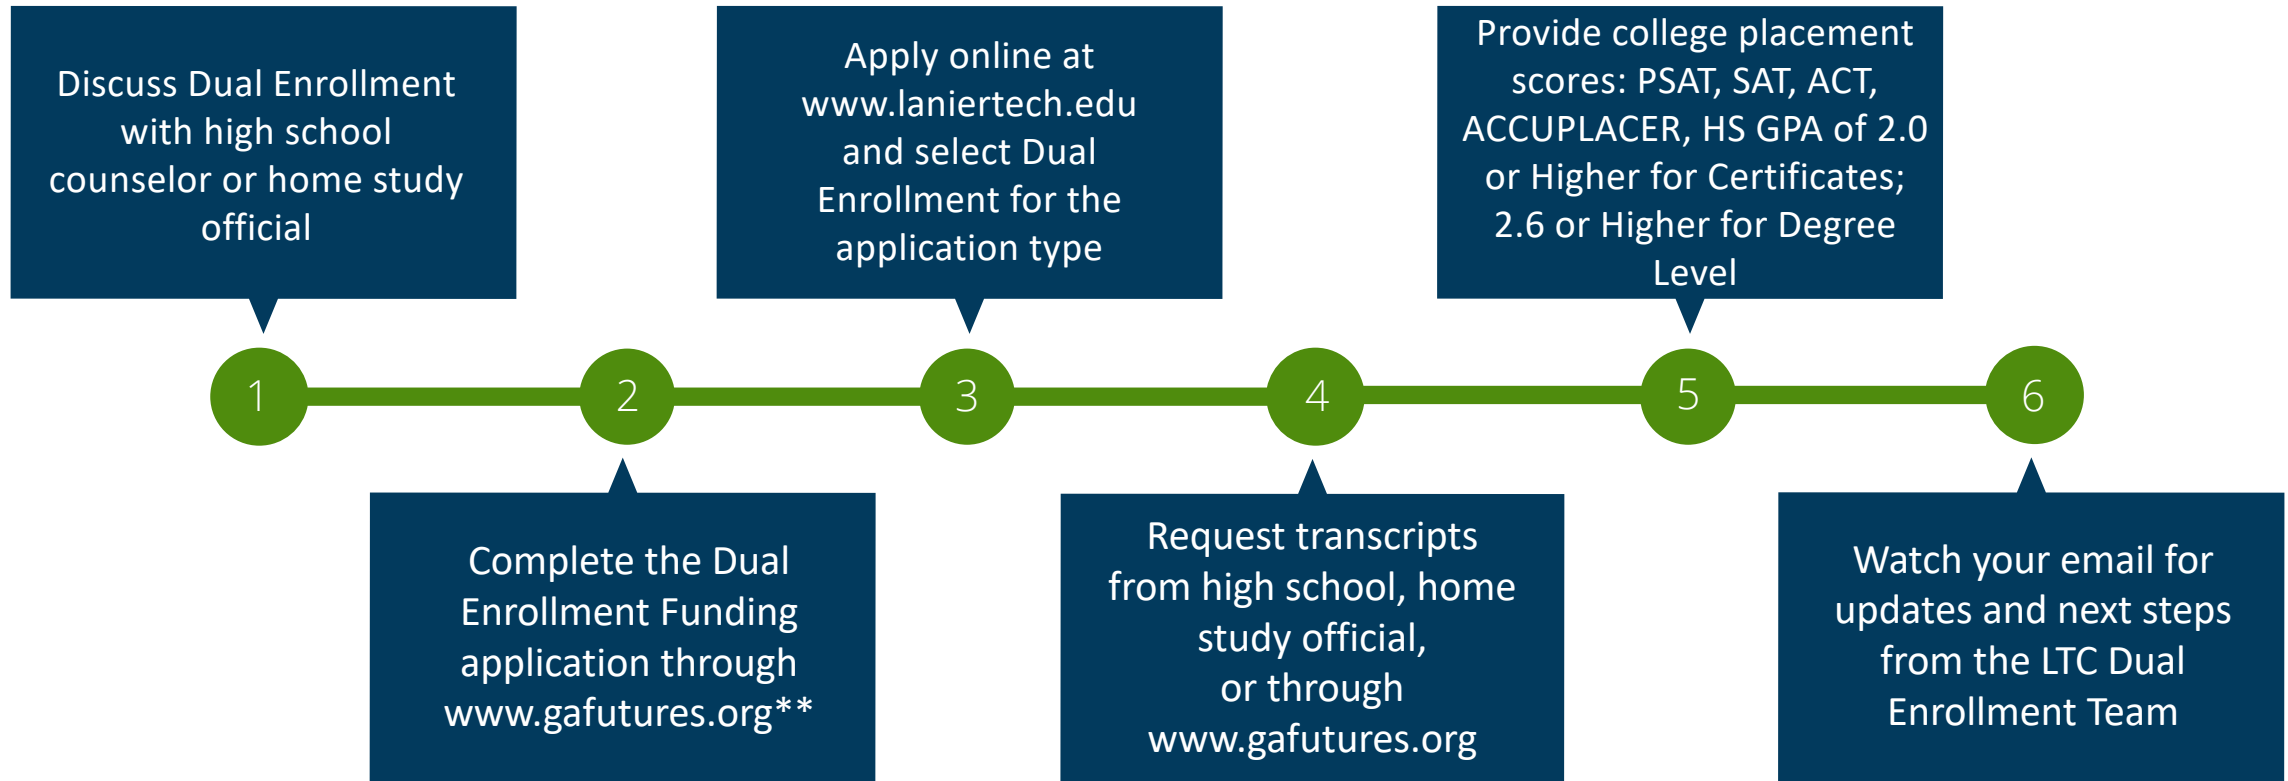 Discuss Dual Enrollment
with high school
counselor or home study
official
Apply online at
www.laniertech.edu
and select Dual
Enrollment for the
application type
Provide college placement
scores: PSAT, SAT, ACT,
ACCUPLACER, HS GPA of 2.0
or Higher for Certificates;
2.6 or Higher for Degree
Level
1
2
3
4
5
6
Complete the Dual
Enrollment Funding
application through
www.gafutures.org**
Request transcripts
from high school, home
study official,
or through
www.gafutures.org
Watch your email for
updates and next steps
from the LTC Dual
Enrollment Team